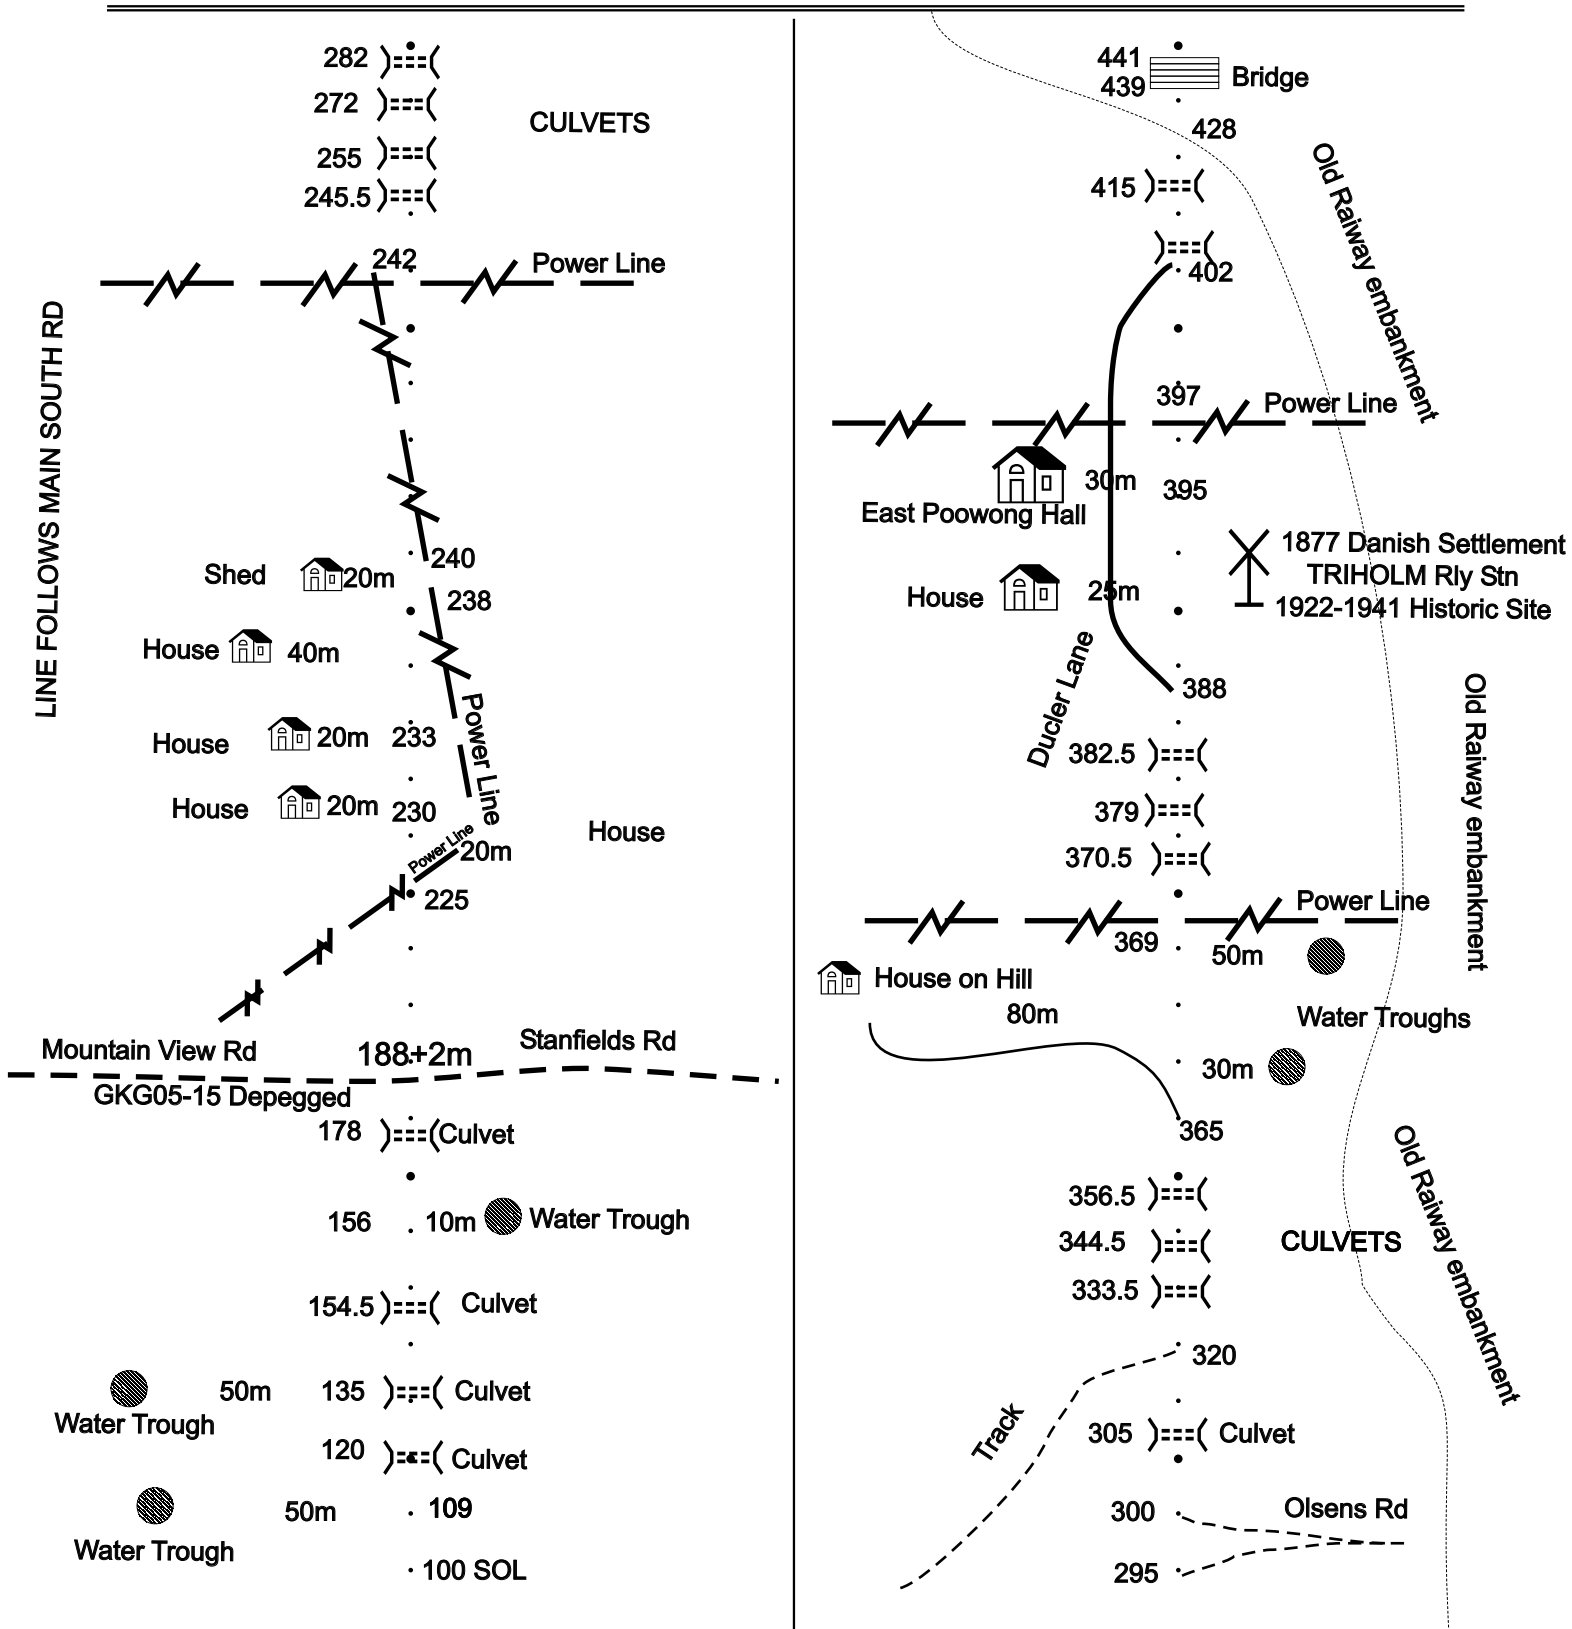 282
272
CULVETS
255
245.5
242
Power Line
LINE FOLLOWS MAIN SOUTH RD
240
Shed
20m
238
House
40m
Power Line
House
20m
233
House
20m
230
House
Power Line
20m
225
Mountain View Rd
188+2m
Stanfields Rd
GKG05-15 Depegged
178
Culvet
156
10m
Water Trough
154.5
Culvet
50m
135
Culvet
Water Trough
120
Culvet
50m
109
Water Trough
100 SOL
441
439
Bridge
428
Old Raiway embankment
415
402
397
Power Line
30m
395
East Poowong Hall
1877 Danish Settlement
TRIHOLM Rly Stn
1922-1941 Historic Site
House
25m
Ducler Lane
388
Old Raiway embankment
382.5
379
370.5
Power Line
369
50m
House on Hill
80m
Water Troughs
30m
365
Old Raiway embankment
356.5
344.5
CULVETS
333.5
320
Track
305
Culvet
300
Olsens Rd
295